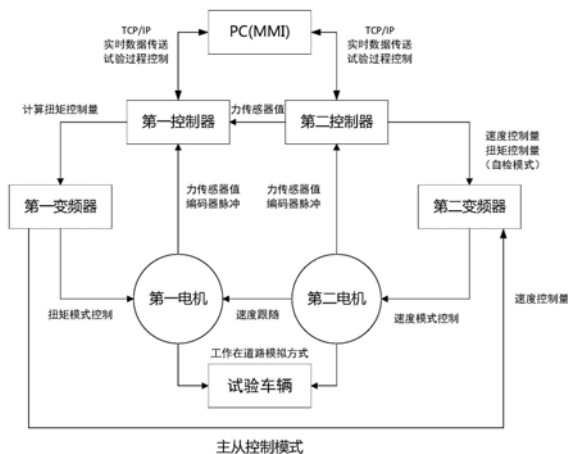 TCP/IP
实时数据传送
试验过程控制
PC(MMI)
TCP/IP
实时数据传送
试验过程控制
计算扭矩控制量
第一控制器
力传感器值
第二控制器
速度控制量
扭矩控制量
（自检模式）
第一变频器
力传感器值
编码器脉冲
力传感器值
编码器脉冲
第二变频器
第一电机
第二电机
扭矩模式控制
速度跟随
速度模式控制
速度控制量
工作在道路模拟方式
试验车辆
主从控制模式